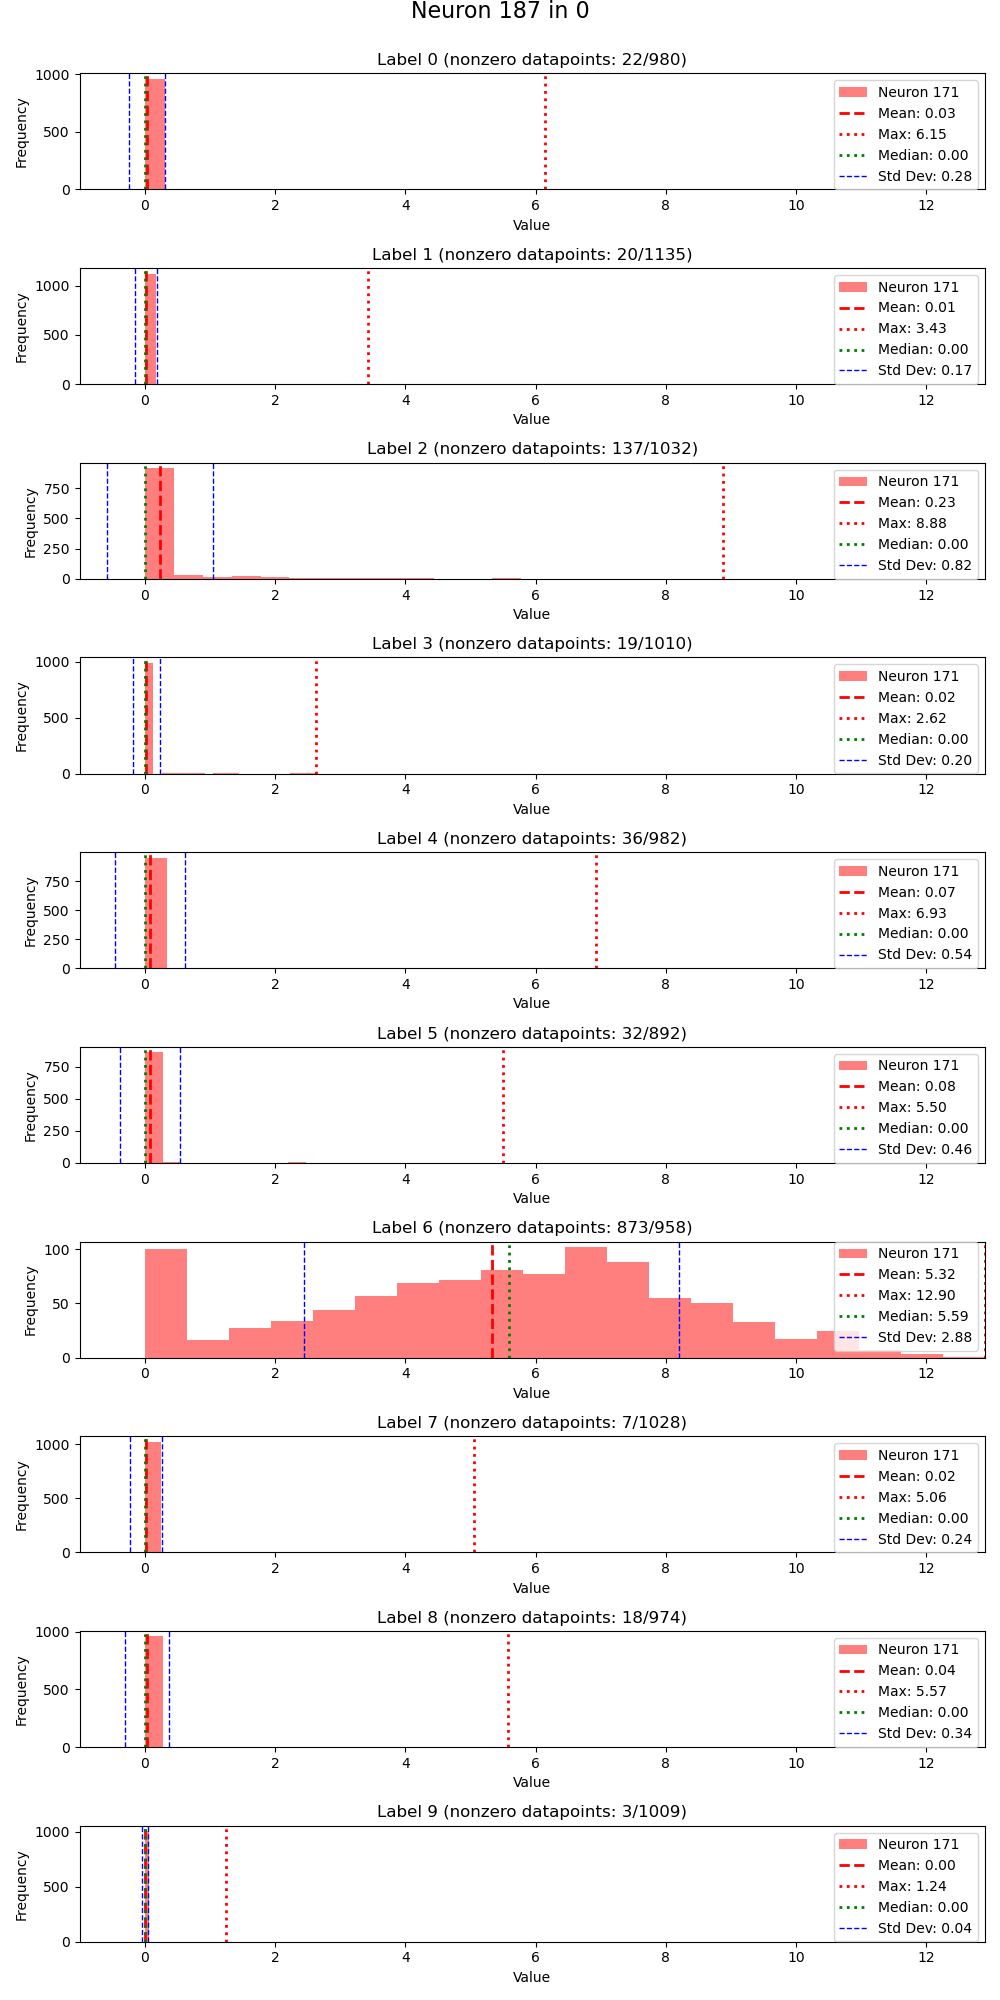 Neuron 187 in 0
Label 0 (nonzero datapoints: 22/980)
Frequency
1000
500
0
Neuron 171
Mean: 0.03
Max: 6.15
Median: 0.00
Std Dev: 0.28
0 2 4 6 8 10 12
Value
Label 1 (nonzero datapoints: 20/1135)
Frequency
1000
500
0
Neuron 171
Mean: 0.01
Max: 3.43
Median: 0.00
Std Dev: 0.17
0 2 4 6 8 10 12
Value
Label 2 (nonzero datapoints: 137/1032)
Frequency
750
500
250
0
Neuron 171
Mean: 0.23
Max: 8.88
Median: 0.00
Std Dev: 0.82
0 2 4 6 8 10 12
Value
Label 3 (nonzero datapoints: 19/1010)
Frequency
1000
500
0
Neuron 171
Mean: 0.02
Max: 2.62
Median: 0.00
Std Dev: 0.20
0 2 4 6 8 10 12
Value
Label 4 (nonzero datapoints: 36/982)
Frequency
750
500
250
0
Neuron 171
Mean: 0.07
Max: 6.93
Median: 0.00
Std Dev: 0.54
0 2 4 6 8 10 12
Value
Label 5 (nonzero datapoints: 32/892)
Frequency
750
500
250
0
Neuron 171
Mean: 0.08
Max: 5.50
Median: 0.00
Std Dev: 0.46
0 2 4 6 8 10 12
Value
Label 6 (nonzero datapoints: 873/958)
Frequency
100
50
0
Neuron 171
Mean: 5.32
Max: 12.90
Median: 5.59
Std Dev: 2.88
0 2 4 6 8 10 12
Value
Label 7 (nonzero datapoints: 7/1028)
Frequency
1000
500
0
Neuron 171
Mean: 0.02
Max: 5.06
Median: 0.00
Std Dev: 0.24
0 2 4 6 8 10 12
Value
Label 8 (nonzero datapoints: 18/974)
Frequency
1000
500
0
Neuron 171
Mean: 0.04
Max: 5.57
Median: 0.00
Std Dev: 0.34
0 2 4 6 8 10 12
Value
Label 9 (nonzero datapoints: 3/1009)
Frequency
1000
500
0
Neuron 171
Mean: 0.00
Max: 1.24
Median: 0.00
Std Dev: 0.04
0 2 4 6 8 10 12
Value